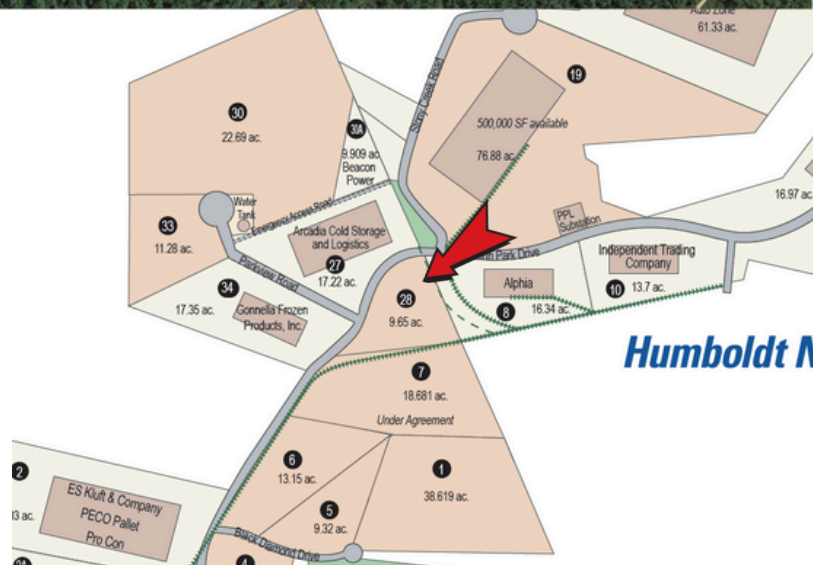 Auto Zone
61.33 ac.
19
500,000 SF available
76.88 ac.
Stoney Creek Road
30
22.69 ac.
30A
9.909 ac.
Beacon
Power
16.97 ac.
33
11.28 ac.
Water
Tank
Emergency Access Road
Arcadia Cold Storage
and Logistics
27
17.22 ac.
PPL
Substation
Park Drive
Independent Trading
Company
10
13.7 ac.
Parkview Road
34
17.35 ac.
Gonnella Frozen
Products, Inc.
28
9.65 ac.
Alphia
8
16.34 ac.
Humboldt N
7
18.681 ac.
Under Agreement
6
13.15 ac.
1
38.619 ac.
5
9.32 ac.
2
3 ac.
ES Kluft & Company
PECO Pallet
Pro Con
Black Diamond Drive
4
2A